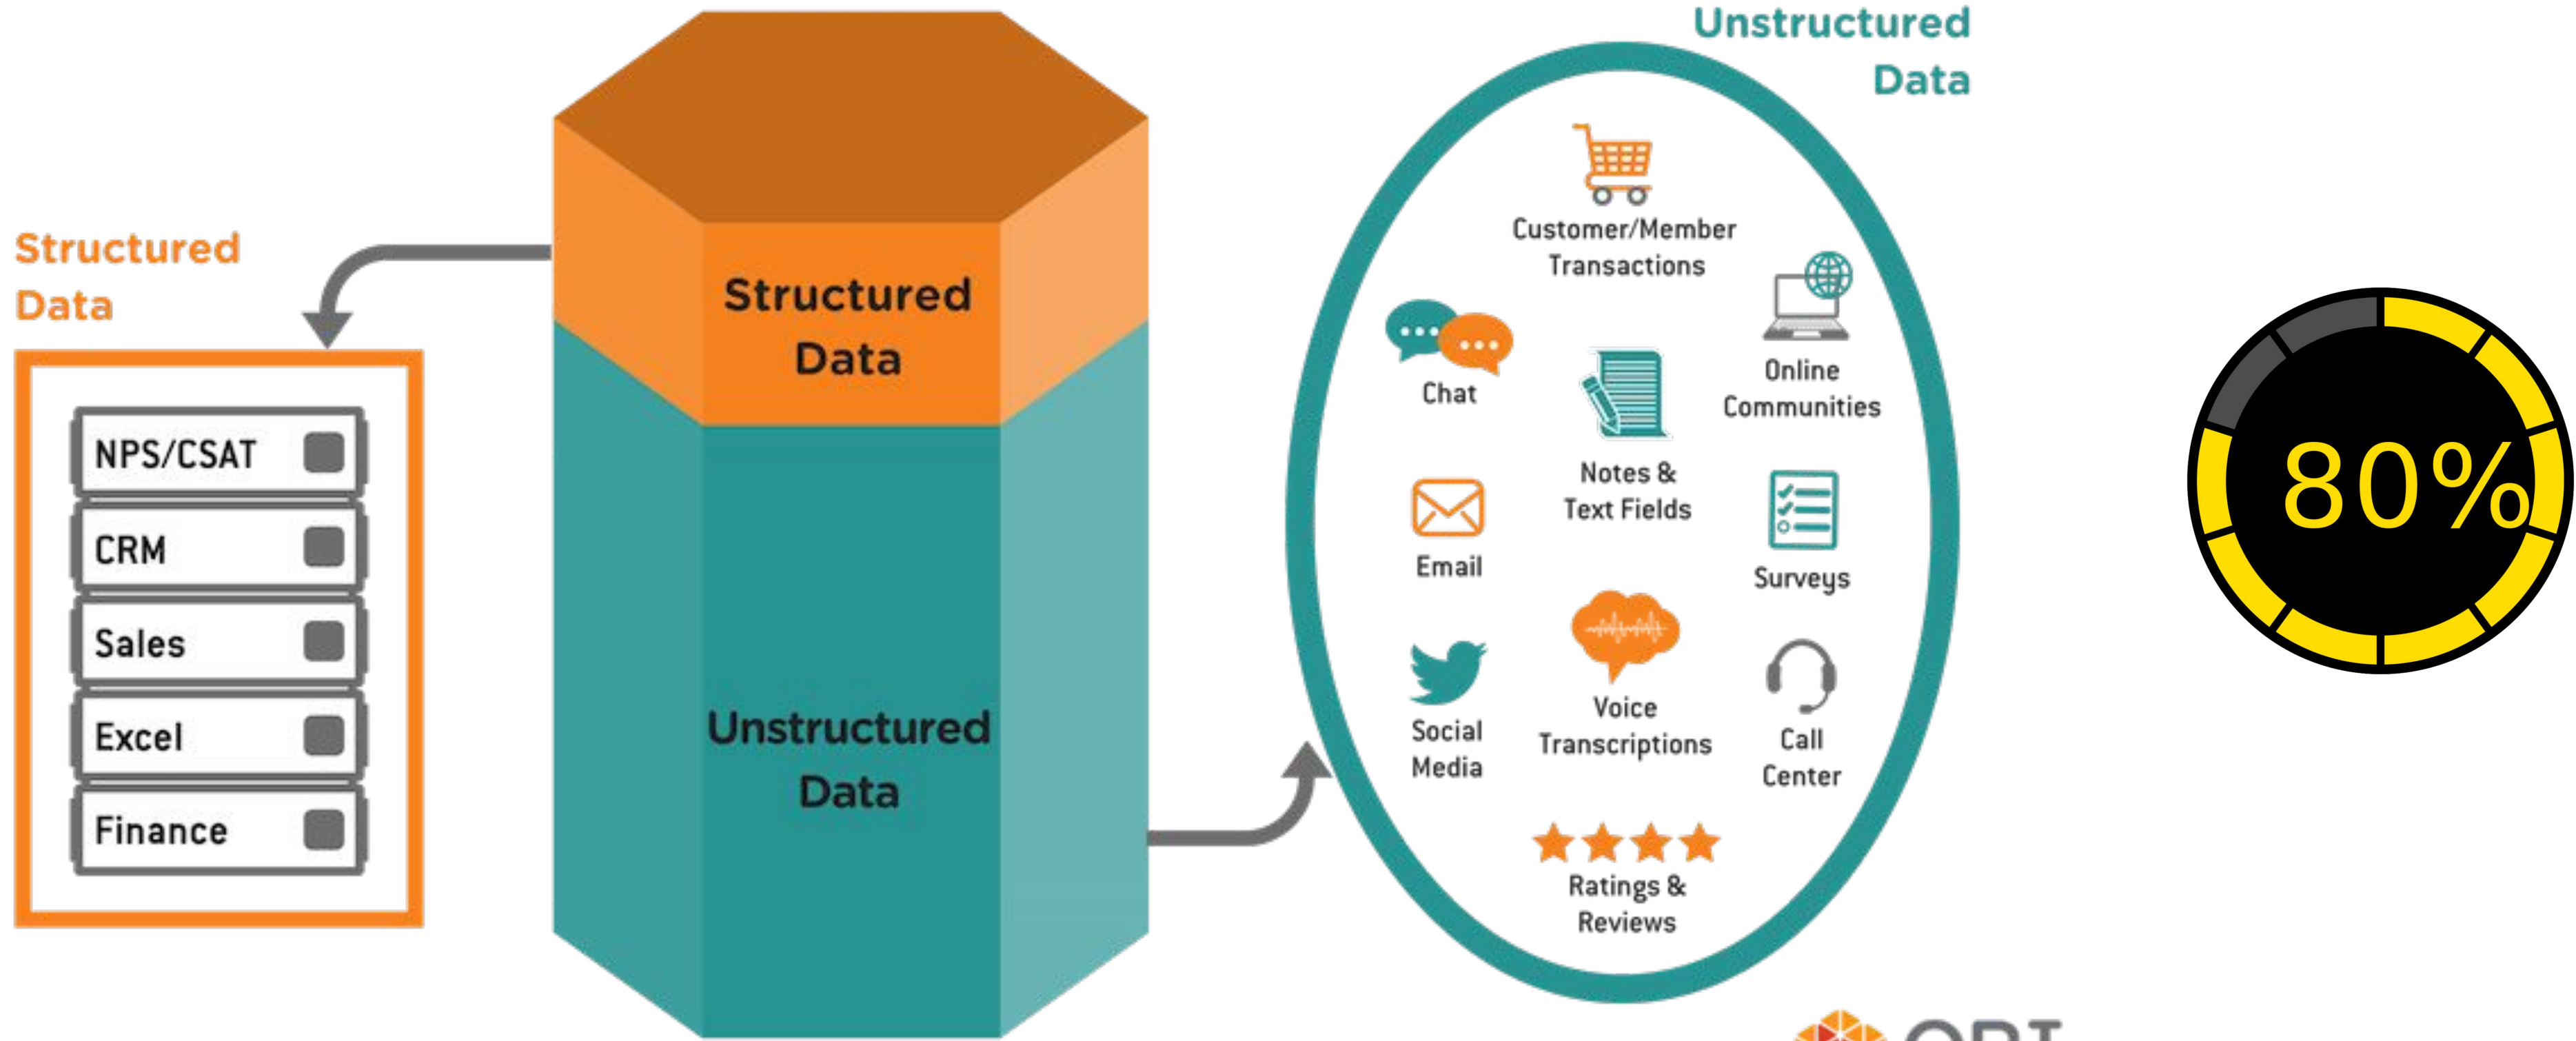 Structured
Data
NPS/CSAT
CRM
Sales
Excel
Finance
Structured
Data
Unstructured
Data
Unstructured
Data
Customer/Member
Transactions
Chat
Online
Communities
Notes &
Text Fields
Email
Surveys
Social
Media
Voice
Transcriptions
Call
Center
Ratings &
Reviews
80%